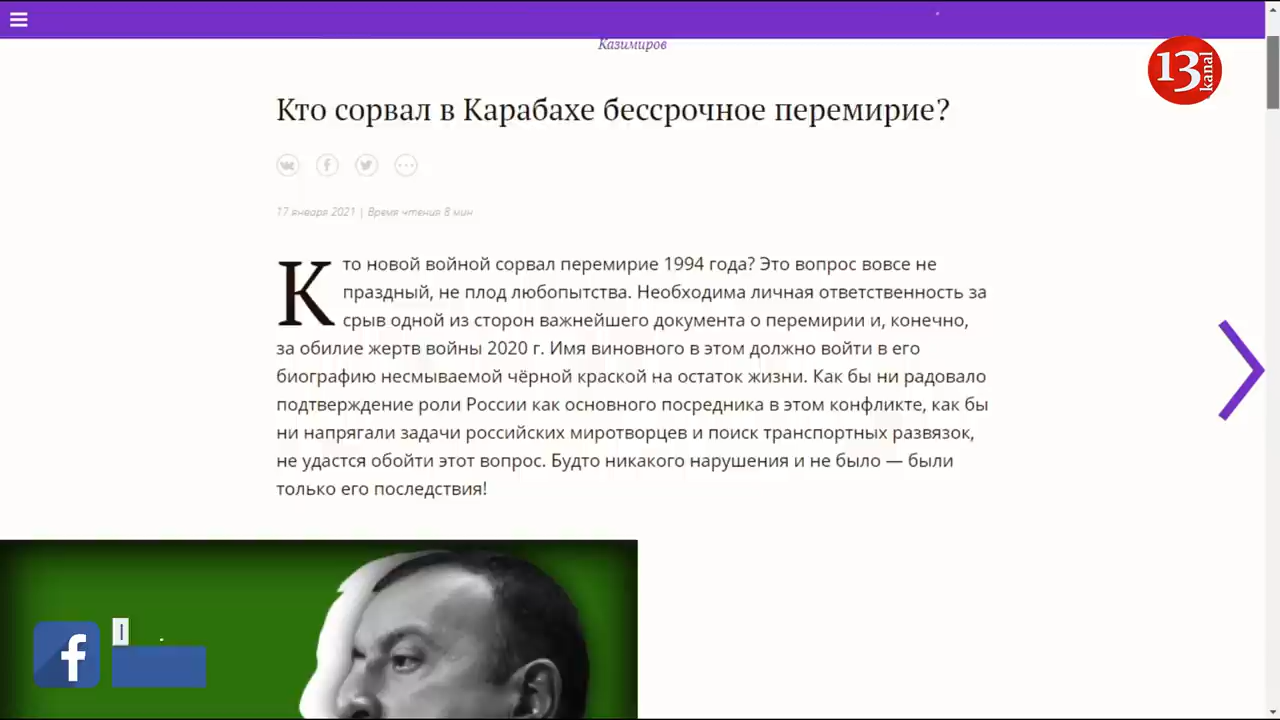 Казимиров
13
kanal
Кто сорвал в Карабахе бессрочное перемирие?
17 января 2021 | Время чтения 8 мин
Кто новой войной сорвал перемирие 1994 года? Это вопрос вовсе не
праздный, не плод любопытства. Необходима личная ответственность за
срыв одной из сторон важнейшего документа о перемирии и, конечно,
за обилие жертв войны 2020 г. Имя виновного в этом должно войти в его
биографию несмываемой чёрной краской на остаток жизни. Как бы ни радовало
подтверждение роли России как основного посредника в этом конфликте, как бы
ни напрягали задачи российских миротворцев и поиск транспортных развязок,
не удастся обойти этот вопрос. Будто никакого нарушения и не было — были
только его последствия!